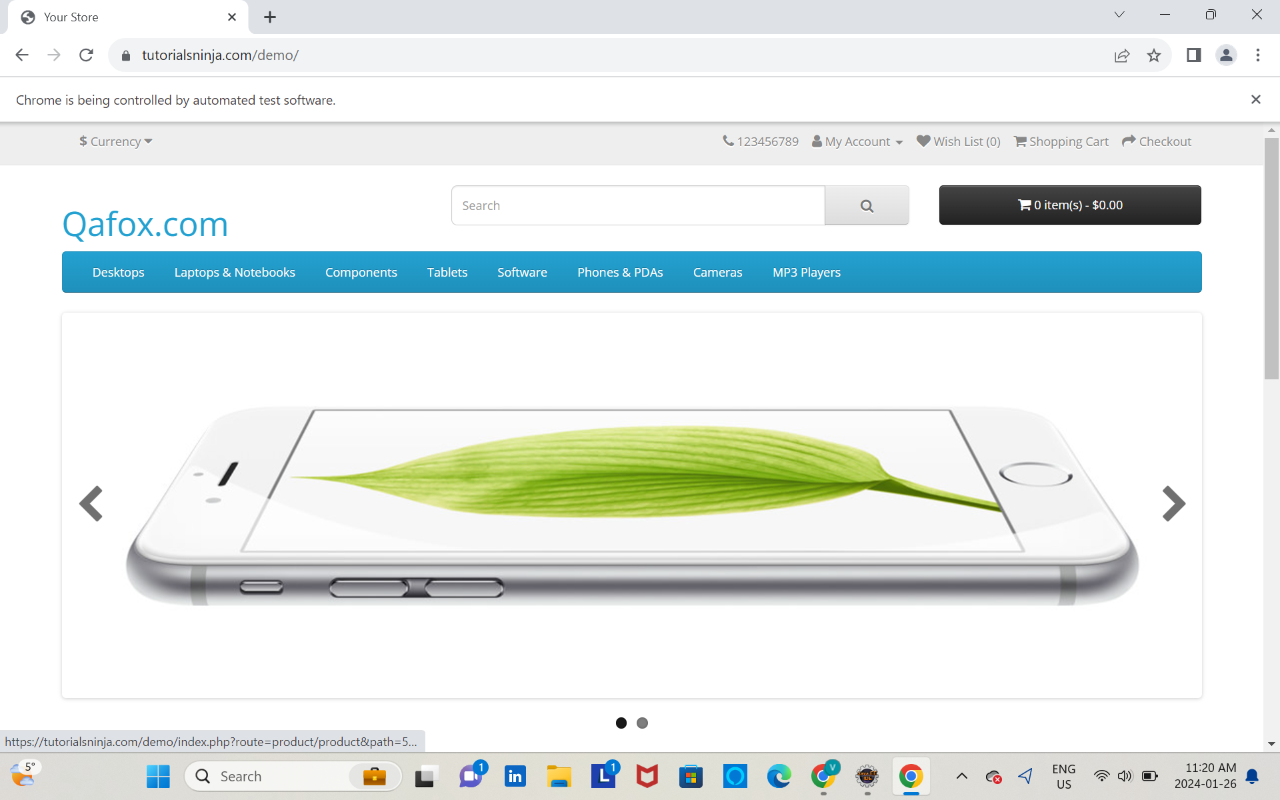 Your Store
tutorialsninja.com/demo/
Chrome is being controlled by automated test software.
$ Currency
123456789 My Account Wish List (0) Shopping Cart Checkout
Qafox.com
Search
0 item(s) - $0.00
Desktops Laptops & Notebooks Components Tablets Software Phones & PDAs Cameras MP3 Players
https://tutorialsninja.com/demo/index.php?route=product/product&path=5...
5°
Search
1
in
L
1
V
ENG
US
11:20 AM
2024-01-26